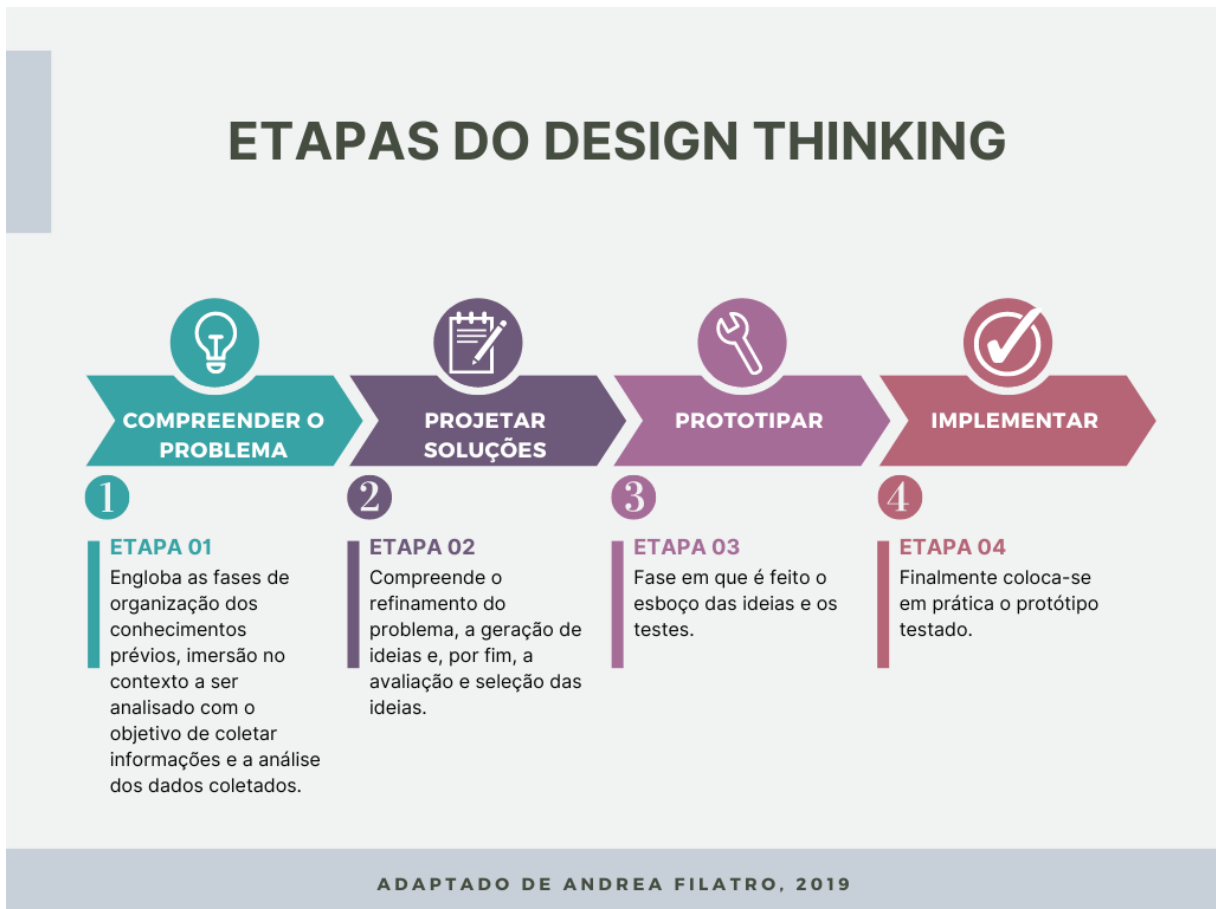 ETAPAS DO DESIGN THINKING
COMPREENDER O
PROBLEMA
PROJETAR
SOLUÇÕES
PROTOTIPAR
IMPLEMENTAR
1
ETAPA 01
Engloba as fases de
organização dos
conhecimentos
prévios, imersão no
contexto a ser
analisado com o
objetivo de coletar
informações e a análise
dos dados coletados.
2
ETAPA 02
Compreende o
refinamento do
problema, a geração de
ideias e, por fim, a
avaliação e seleção das
ideias.
3
ETAPA 03
Fase em que é feito o
esboço das ideias e os
testes.
4
ETAPA 04
Finalmente coloca-se
em prática o protótipo
testado.
ADAPTADO DE ANDREA FILATRO, 2019